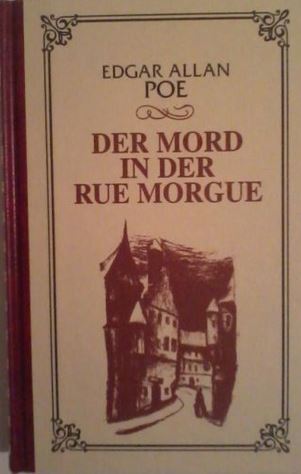 EDGAR ALLAN
POE
DER MORD
IN DER
RUE MORGUE